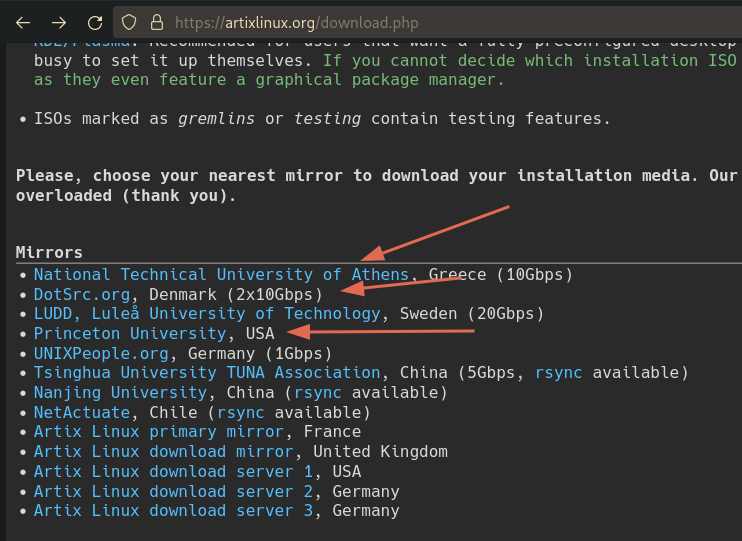 https://artixlinux.org/download.php
KDE/Plasma: Recommended for users that want a fully preconfigured desktop
busy to set it up themselves. If you cannot decide which installation ISO
as they even feature a graphical package manager.
• ISOs marked as gremlins or testing contain testing features.
Please, choose your nearest mirror to download your installation media. Our
overloaded (thank you).
Mirrors
• National Technical University of Athens, Greece (10Gbps)
• DotSrc.org, Denmark (2x10Gbps)
• LUDD, Luleå University of Technology, Sweden (20Gbps)
• Princeton University, USA
• UNIXPeople.org, Germany (1Gbps)
• Tsinghua University TUNA Association, China (5Gbps, rsync available)
• Nanjing University, China (rsync available)
• NetActuate, Chile (rsync available)
• Artix Linux primary mirror, France
• Artix Linux download mirror, United Kingdom
• Artix Linux download server 1, USA
• Artix Linux download server 2, Germany
• Artix Linux download server 3, Germany